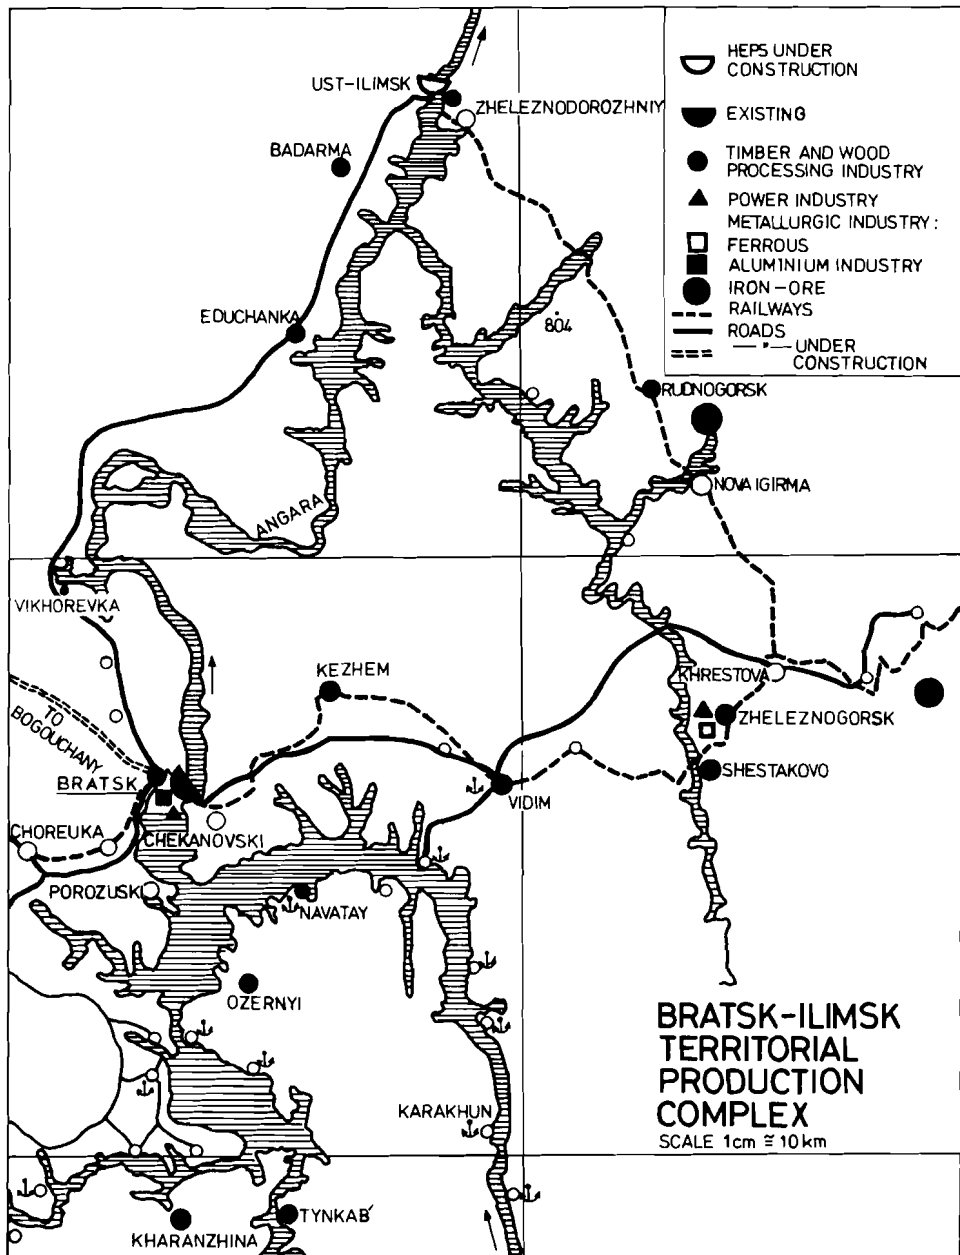 HEPS UNDER
CONSTRUCTION
EXISTING
TIMBER AND WOOD
PROCESSING INDUSTRY
POWER INDUSTRY
METALLURGIC INDUSTRY:
FERROUS
ALUMINIUM INDUSTRY
IRON-ORE
RAILWAYS
ROADS
—"— UNDER
CONSTRUCTION
UST-ILIMSK
ZHELEZNODOROZHNIY
BADARMA
EDUCHANKA
804
RUDNOGORSK
NOVA IGIRMA
ANGARA
VIKHOREVKA
KEZHEM
KHRESTOVA
TO
BOGOUCHANY
ZHELEZNOGORSK
BRATSK
SHESTAKOVO
VIDIM
CHOREUKA
CHEKANOVSKI
POROZUSKI
NAVATAY
OZERNYI
KARAKHUN
TYNKAB'
KHARANZHINA
BRATSK-ILIMSK
TERRITORIAL
PRODUCTION
COMPLEX
SCALE 1cm ≅ 10km